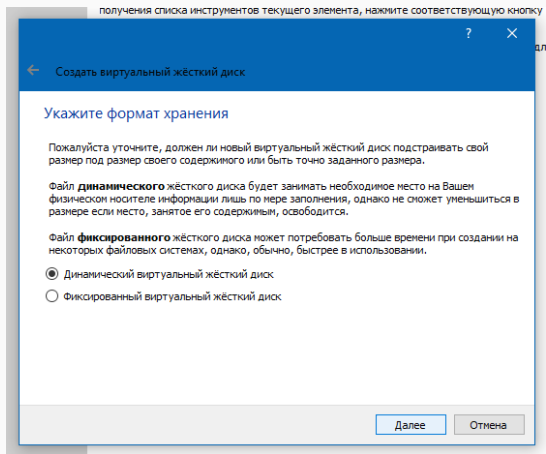 получения списка инструментов текущего элемента, нажмите соответствующую кнопку
?
Создать виртуальный жёсткий диск
Укажите формат хранения
Пожалуйста уточните, должен ли новый виртуальный жёсткий диск подстраивать свой
размер под размер своего содержимого или быть точно заданного размера.
Файл динамического жёсткого диска будет занимать необходимое место на Вашем
физическом носителе информации лишь по мере заполнения, однако не сможет уменьшиться в
размере если место, занятое его содержимым, освободится.
Файл фиксированного жёсткого диска может потребовать больше времени при создании на
некоторых файловых системах, однако, обычно, быстрее в использовании.
Динамический виртуальный жёсткий диск
Фиксированный виртуальный жёсткий диск
Далее Отмена